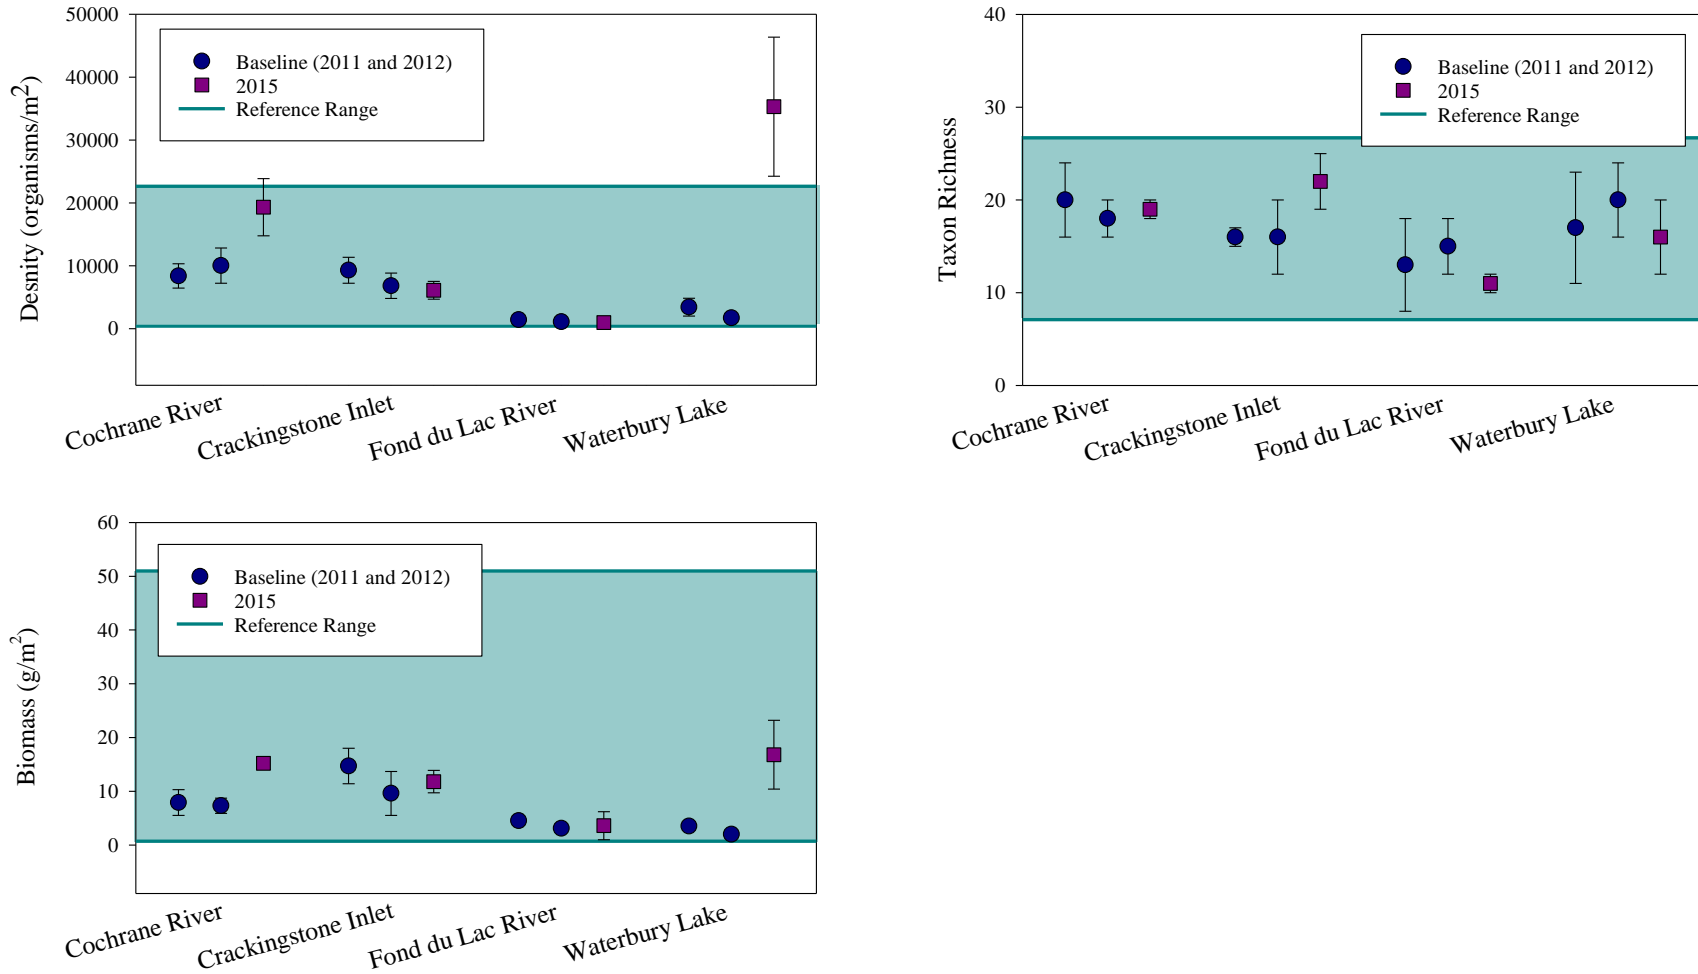 50000
40000
30000
20000
10000
0
Desnity (organisms/m²)
Baseline (2011 and 2012)
2015
Reference Range
Cochrane River
Crackingstone Inlet
Fond du Lac River
Waterbury Lake
40
30
20
10
0
Taxon Richness
Baseline (2011 and 2012)
2015
Reference Range
Cochrane River
Crackingstone Inlet
Fond du Lac River
Waterbury Lake
60
50
40
30
20
10
0
Biomass (g/m²)
Baseline (2011 and 2012)
2015
Reference Range
Cochrane River
Crackingstone Inlet
Fond du Lac River
Waterbury Lake